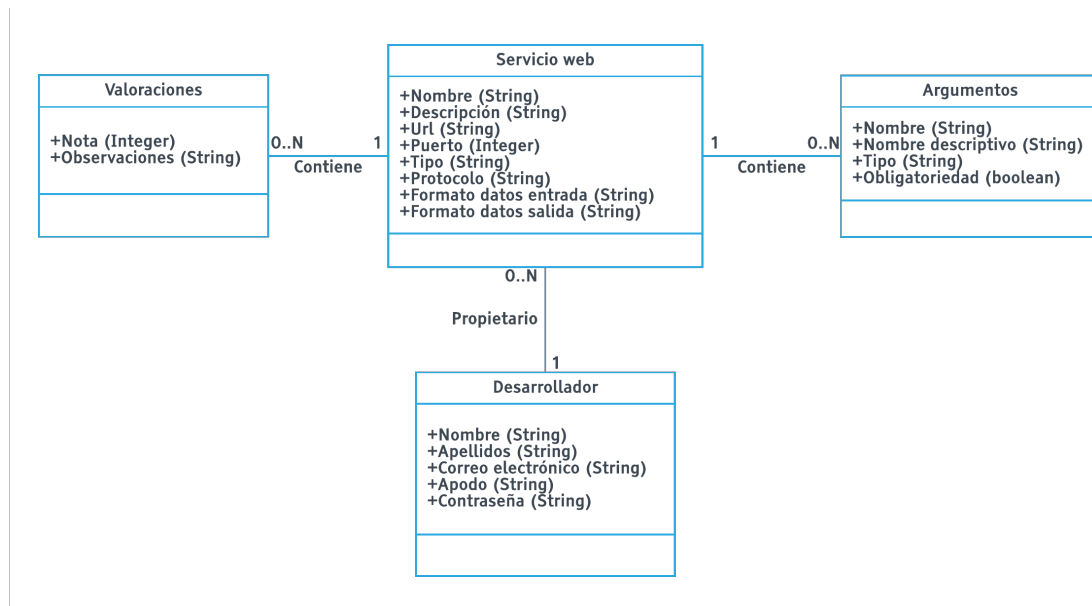 Servicio web
+Nombre (String)
+Descripción (String)
+Url (String)
+Puerto (Integer)
+Tipo (String)
+Protocolo (String)
+Formato datos entrada (String)
+Formato datos salida (String)
Valoraciones
+Nota (Integer)
+Observaciones (String)
0..N
1
Contiene
Argumentos
+Nombre (String)
+Nombre descriptivo (String)
+Tipo (String)
+Obligatoriedad (boolean)
1
0..N
Contiene
0..N
Propietario
1
Desarrollador
+Nombre (String)
+Apellidos (String)
+Correo electrónico (String)
+Apodo (String)
+Contraseña (String)